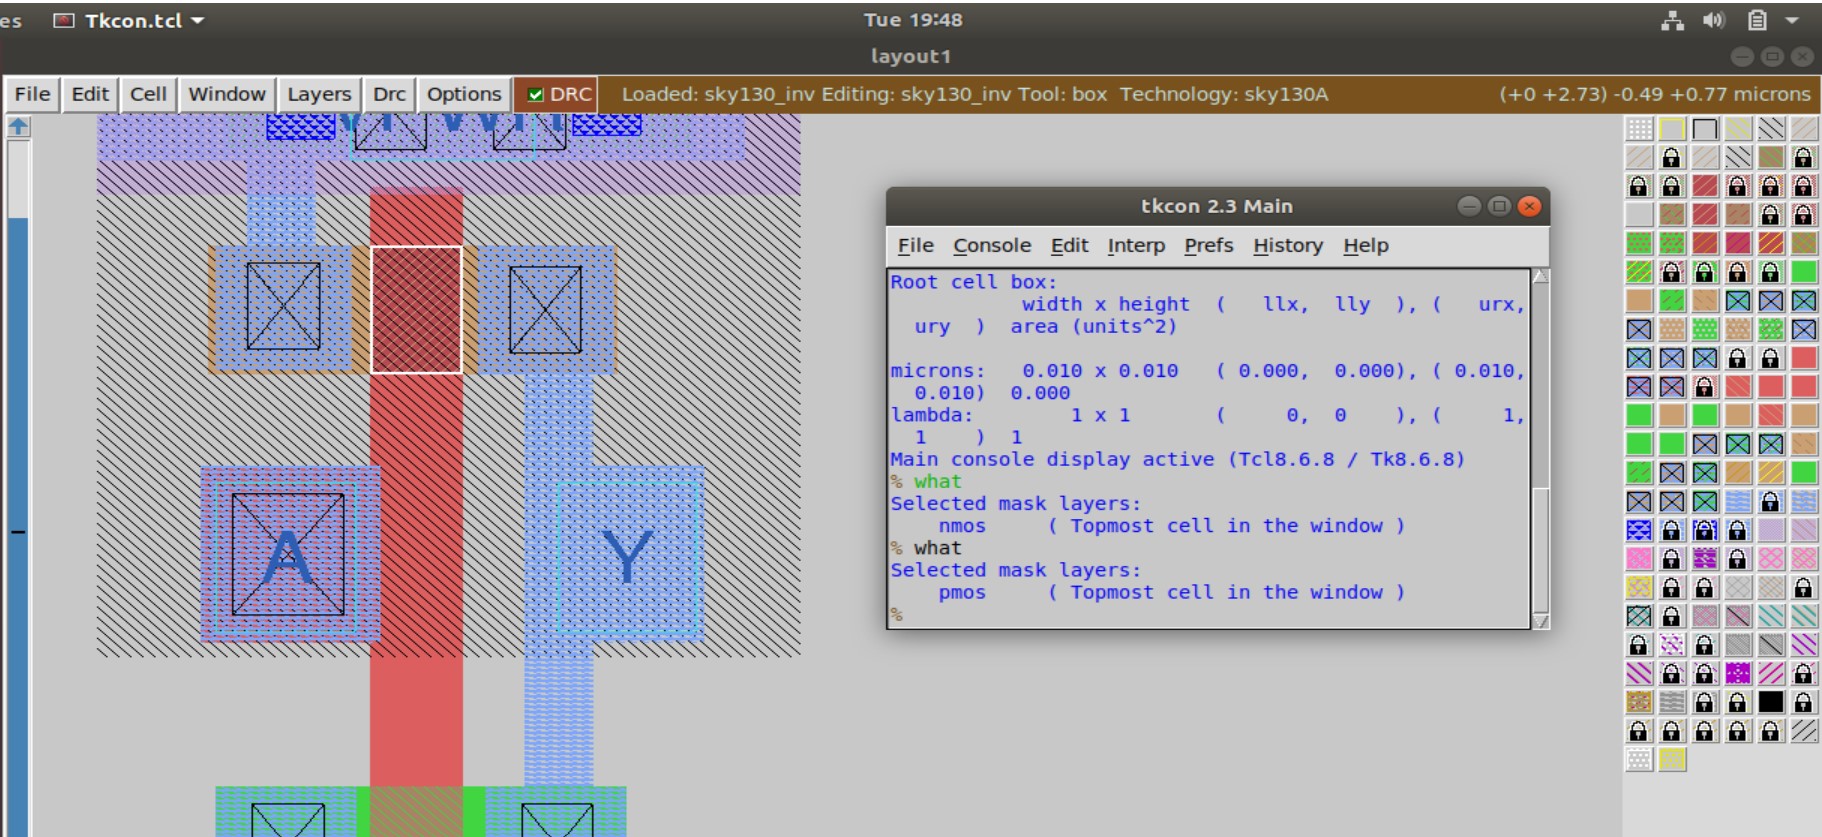 es Tkcon.tcl Tue 19:48
layout1
File Edit Cell Window Layers Drc Options DRC Loaded: sky130_inv Editing: sky130_inv Tool: box Technology: sky130A (+0 +2.73) -0.49 +0.77 microns
tkcon 2.3 Main
File Console Edit Interp Prefs History Help
Root cell box:
width x height ( llx, lly ), ( urx,
ury ) area (units^2)
microns: 0.010 x 0.010 ( 0.000, 0.000), ( 0.010,
0.010) 0.000
lambda: 1 x 1 ( 0, 0 ), ( 1,
1 ) 1
Main console display active (Tcl8.6.8 / Tk8.6.8)
% what
Selected mask layers:
nmos ( Topmost cell in the window )
% what
Selected mask layers:
pmos ( Topmost cell in the window )
%
A
Y